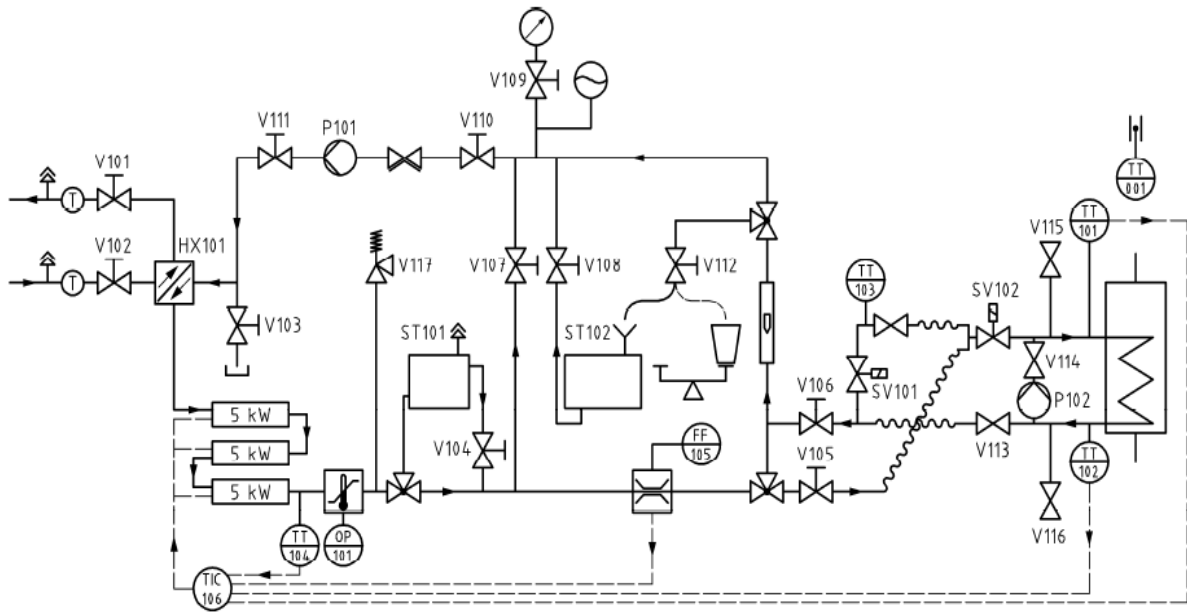 V109
V111
P101
V110
V101
TT
001
V102
HX101
V115
TT
101
V117
V107
V108
V112
TT
103
SV102
V103
ST101
ST102
V114
SV101
V106
P102
5 kW
V104
FF
105
V113
5 kW
V105
TT
102
5 kW
V116
TT
104
OP
101
TIC
106
T
T